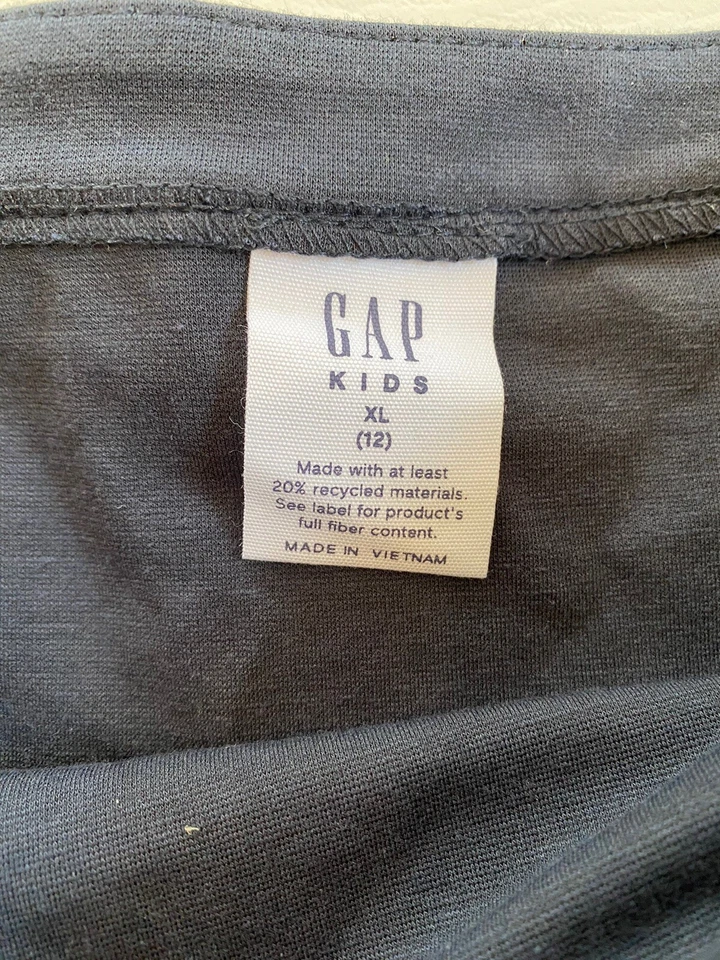 GAP
KIDS
XL
(12)
Made with at least
20% recycled materials.
See label for product's
full fiber content.
MADE IN VIETNAM